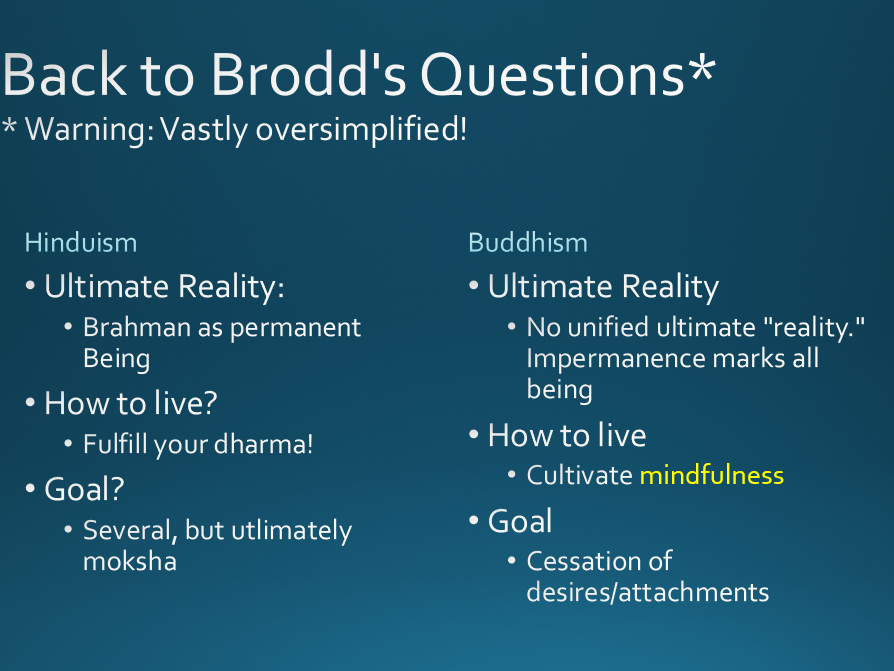 Back to Brodd's Questions*
* Warning: Vastly oversimplified!
Hinduism
• Ultimate Reality:
• Brahman as permanent
Being
• How to live?
• Fulfill your dharma!
• Goal?
• Several, but utlimately
moksha
Buddhism
• Ultimate Reality
• No unified ultimate "reality."
Impermanence marks all
being
• How to live
• Cultivate mindfulness
• Goal
• Cessation of
desires/attachments